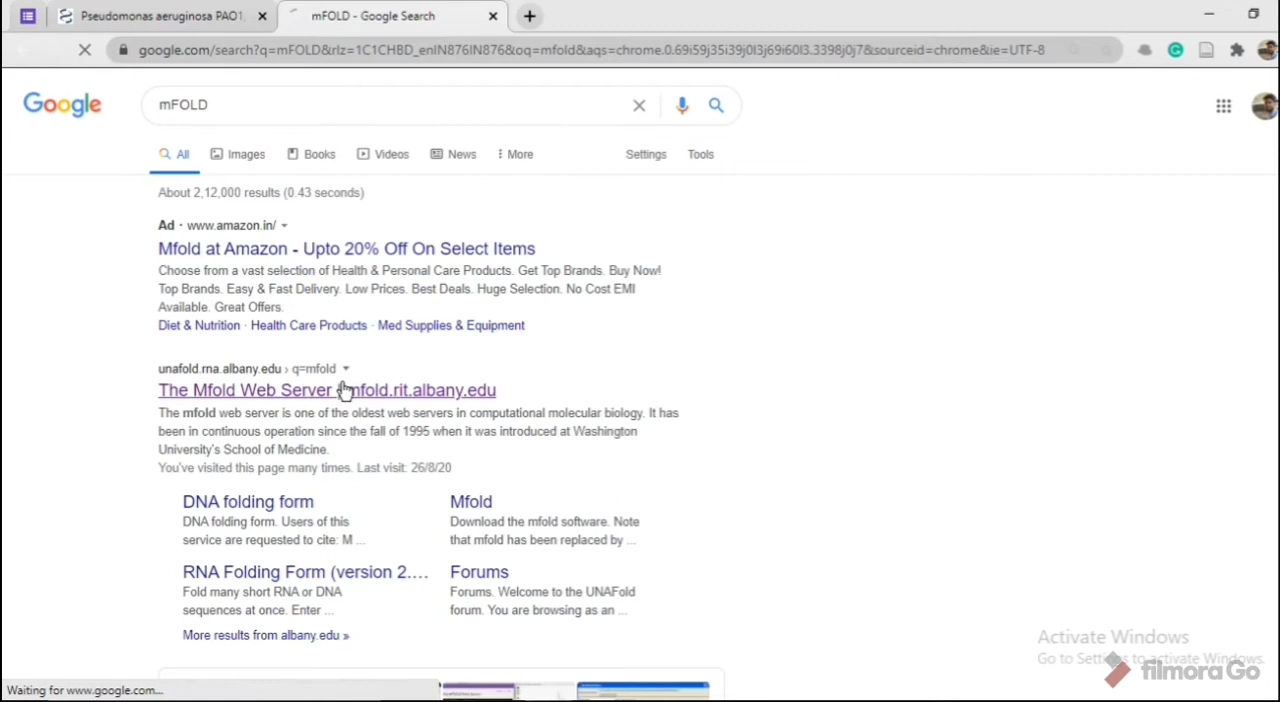 Pseudomonas aeruginosa PAO1,
mFOLD - Google Search
google.com/search?q=mFOLD&rlz=1C1CHBD_enIN876IN876&oq=mfold&aqs=chrome.0.69i59j35i39j0l3j69i60l3.3398j0j7&sourceid=chrome&ie=UTF-8
Google
mFOLD
All Images Books Videos News More Settings Tools
About 2,12,000 results (0.43 seconds)
Ad · www.amazon.in/
Mfold at Amazon - Upto 20% Off On Select Items
Choose from a vast selection of Health & Personal Care Products. Get Top Brands. Buy Now!
Top Brands. Easy & Fast Delivery. Low Prices. Best Deals. Huge Selection. No Cost EMI
Available. Great Offers.
Diet & Nutrition · Health Care Products · Med Supplies & Equipment
unafold.rna.albany.edu › q=mfold
The Mfold Web Server mfold.rit.albany.edu
The mfold web server is one of the oldest web servers in computational molecular biology. It has
been in continuous operation since the fall of 1995 when it was introduced at Washington
University's School of Medicine.
You've visited this page many times. Last visit: 26/8/20
DNA folding form
DNA folding form. Users of this
service are requested to cite: M ...
Mfold
Download the mfold software. Note
that mfold has been replaced by ...
RNA Folding Form (version 2....
Fold many short RNA or DNA
sequences at once. Enter ...
Forums
Forums. Welcome to the UNAFold
forum. You are browsing as an ...
More results from albany.edu »
Activate Windows
Go to Settings to activate Windows.
filmora Go
Waiting for www.google.com...